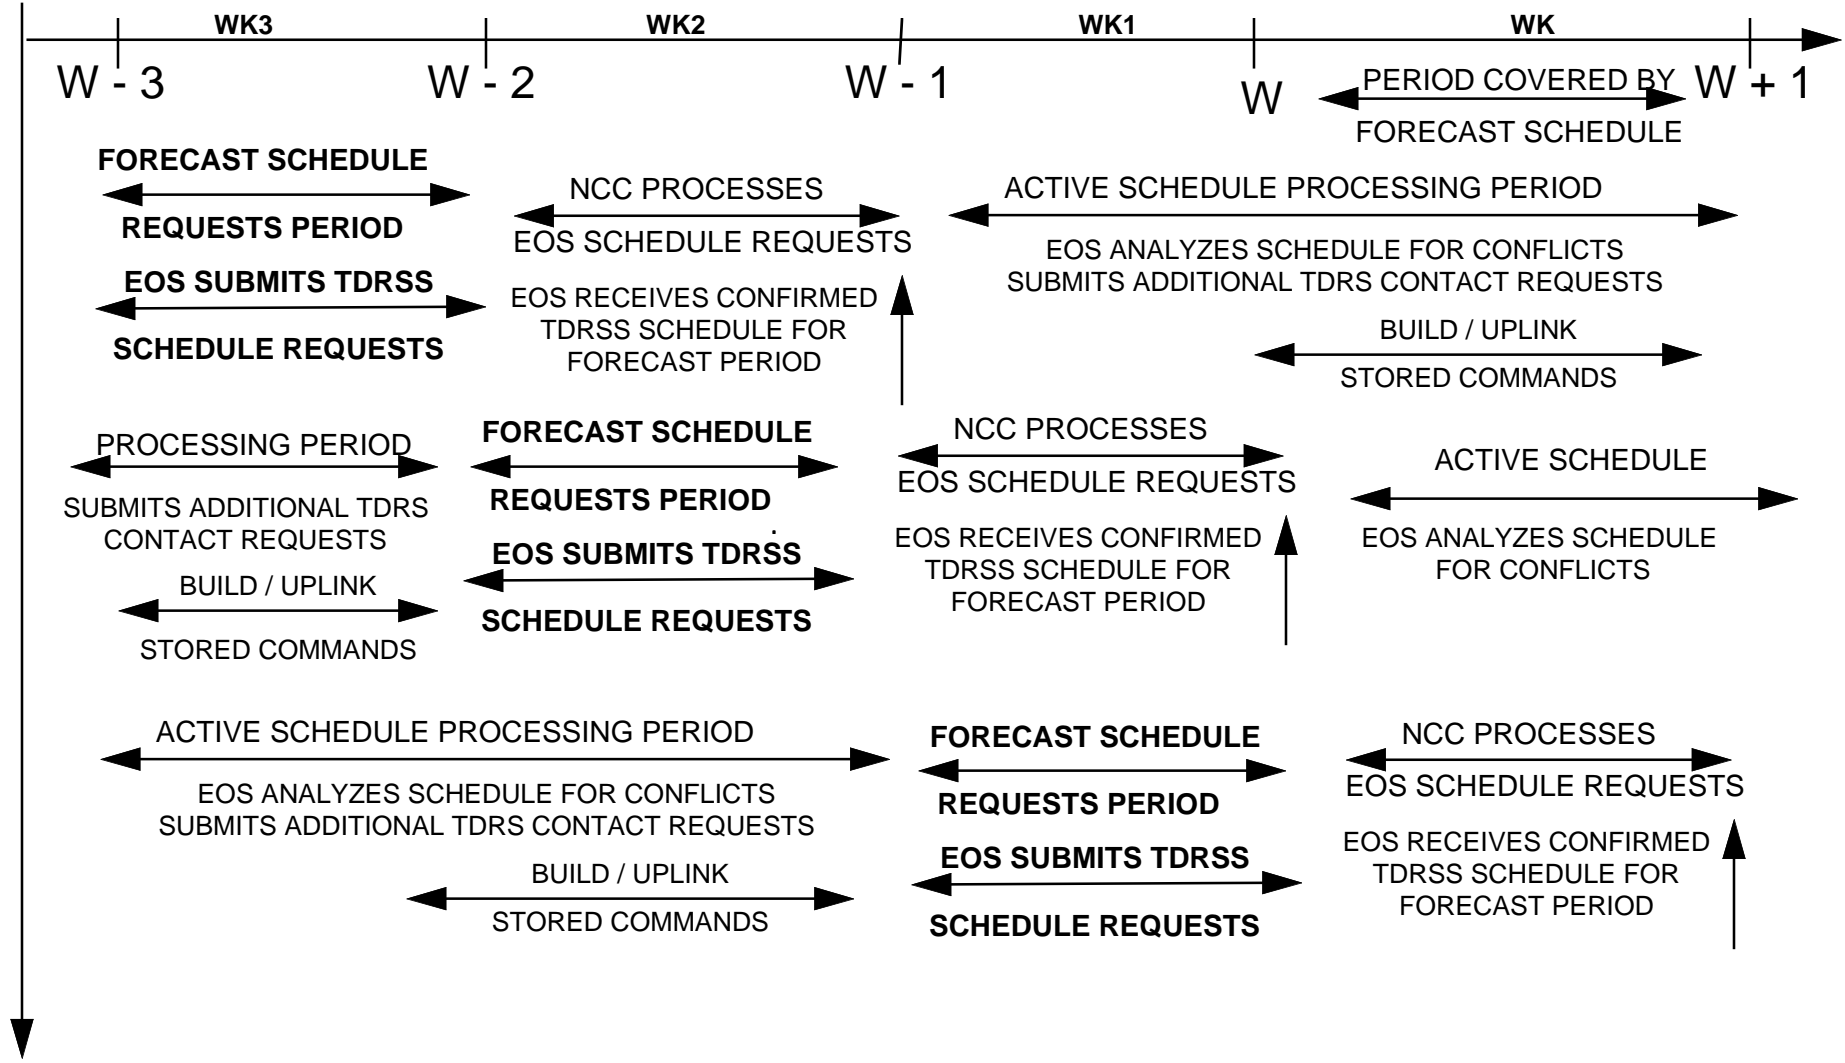 WK3
WK2
WK1
WK
W - 3
W - 2
W - 1
W
W + 1
PERIOD COVERED BY
FORECAST SCHEDULE
FORECAST SCHEDULE
REQUESTS PERIOD
EOS SUBMITS TDRSS
SCHEDULE REQUESTS
NCC PROCESSES
EOS SCHEDULE REQUESTS
EOS RECEIVES CONFIRMED
TDRSS SCHEDULE FOR
FORECAST PERIOD
ACTIVE SCHEDULE PROCESSING PERIOD
EOS ANALYZES SCHEDULE FOR CONFLICTS
SUBMITS ADDITIONAL TDRS CONTACT REQUESTS
BUILD / UPLINK
STORED COMMANDS
PROCESSING PERIOD
SUBMITS ADDITIONAL TDRS
CONTACT REQUESTS
BUILD / UPLINK
STORED COMMANDS
FORECAST SCHEDULE
REQUESTS PERIOD
.
EOS SUBMITS TDRSS
SCHEDULE REQUESTS
NCC PROCESSES
EOS SCHEDULE REQUESTS
EOS RECEIVES CONFIRMED
TDRSS SCHEDULE FOR
FORECAST PERIOD
ACTIVE SCHEDULE
EOS ANALYZES SCHEDULE
FOR CONFLICTS
ACTIVE SCHEDULE PROCESSING PERIOD
EOS ANALYZES SCHEDULE FOR CONFLICTS
SUBMITS ADDITIONAL TDRS CONTACT REQUESTS
BUILD / UPLINK
STORED COMMANDS
FORECAST SCHEDULE
REQUESTS PERIOD
EOS SUBMITS TDRSS
SCHEDULE REQUESTS
NCC PROCESSES
EOS SCHEDULE REQUESTS
EOS RECEIVES CONFIRMED
TDRSS SCHEDULE FOR
FORECAST PERIOD